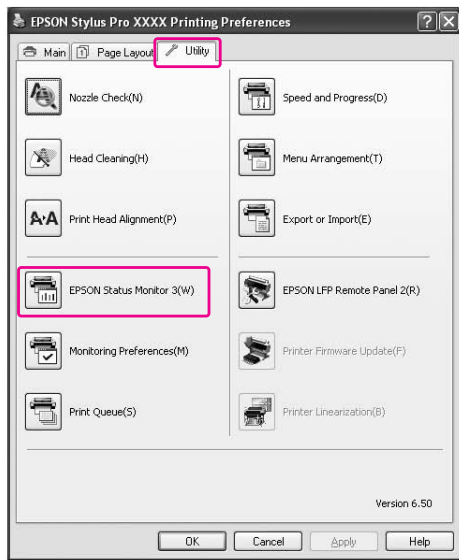 EPSON Stylus Pro XXXX Printing Preferences
Main
Page Layout
Utility
Nozzle Check(N)
Speed and Progress(D)
Head Cleaning(H)
Menu Arrangement(T)
Print Head Alignment(P)
Export or Import(E)
EPSON Status Monitor 3(W)
EPSON LFP Remote Panel 2(R)
Monitoring Preferences(M)
Printer Firmware Update(F)
Print Queue(S)
Printer Linearization(B)
Version 6.50
OK
Cancel
Apply
Help